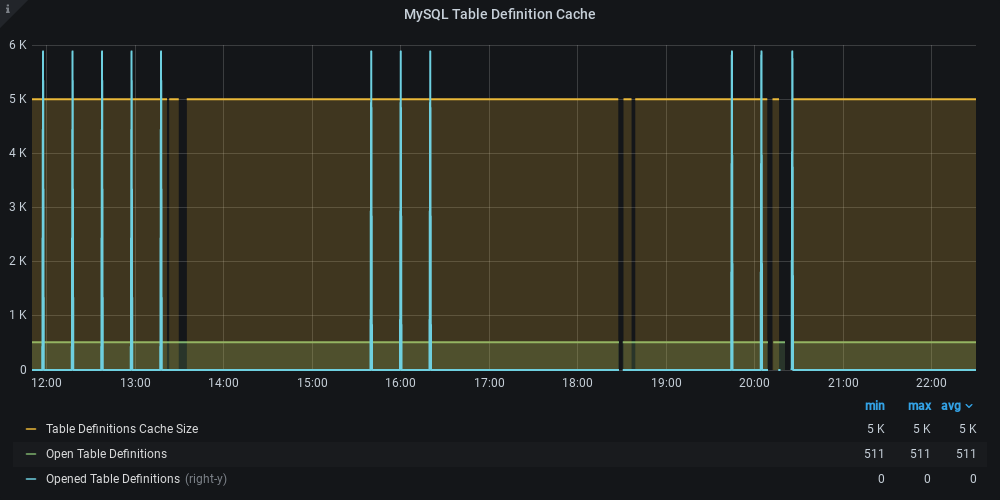 i
MySQL Table Definition Cache
6 K
5 K
4 K
3 K
2 K
1 K
0
12:00 13:00 14:00 15:00 16:00 17:00 18:00 19:00 20:00 21:00 22:00
min max avg
Table Definitions Cache Size 5 K 5 K 5 K
Open Table Definitions 511 511 511
Opened Table Definitions (right-y) 0 0 0